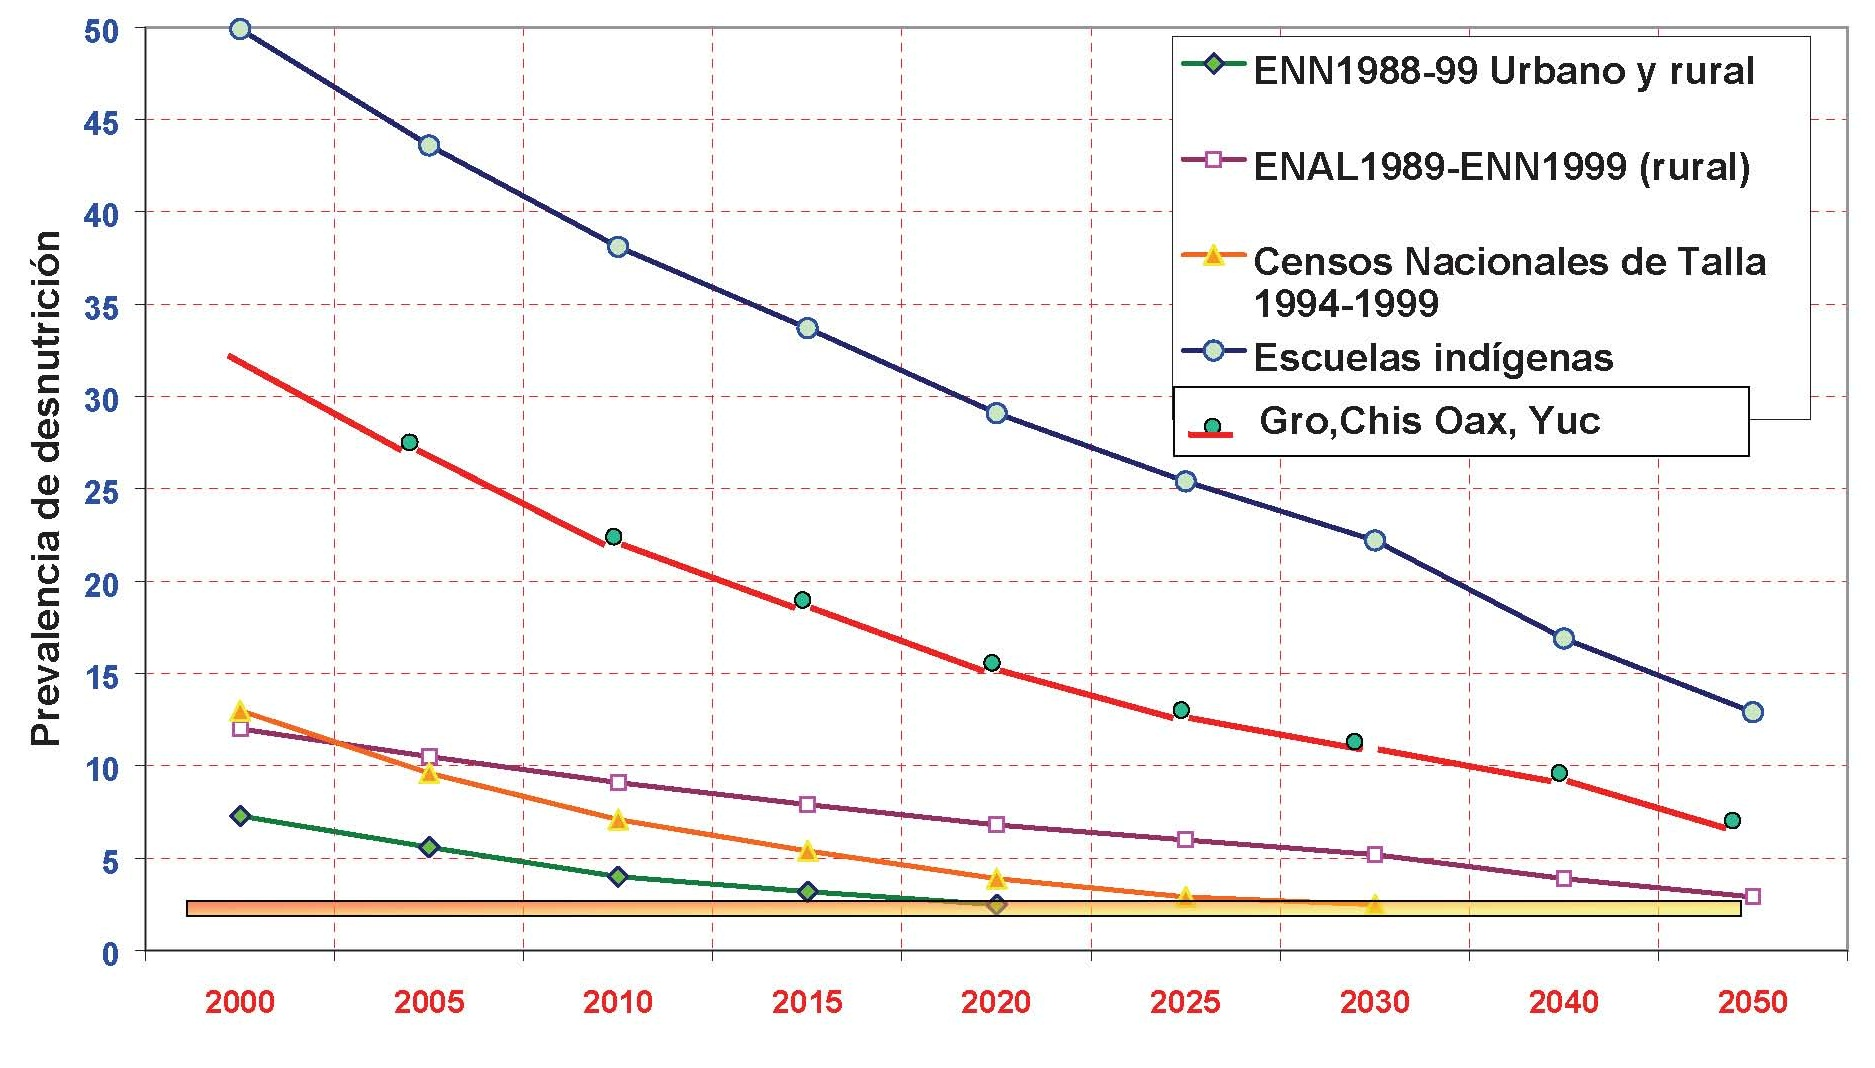 Prevalencia de desnutrición
50
45
40
35
30
25
20
15
10
5
0
ENN1988-99 Urbano y rural
ENAL1989-ENN1999 (rural)
Censos Nacionales de Talla
1994-1999
Escuelas indígenas
Gro,Chis Oax, Yuc
2000 2005 2010 2015 2020 2025 2030 2040 2050